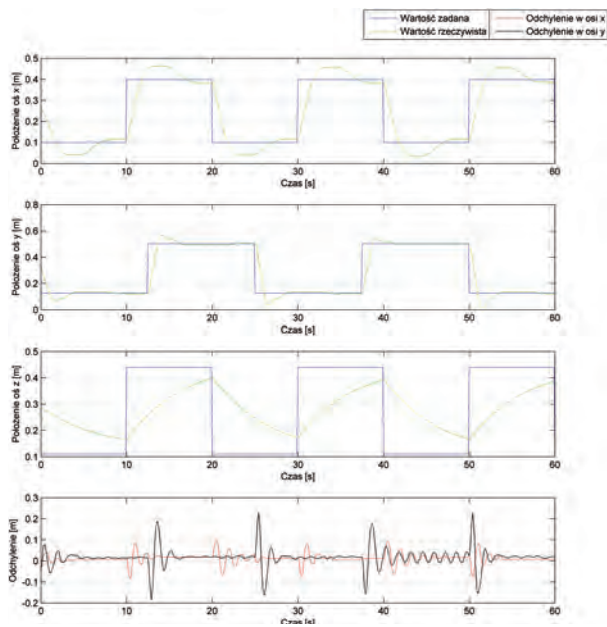 Wartość zadana
Wartość rzeczywista
Odchylenie w osi x
Odchylenie w osi y
Położenie oś x [m]
0.5
0.4
0.3
0.2
0.1
0
0 10 20 30 40 50 60
Czas [s]
Położenie oś y [m]
0.8
0.6
0.4
0.2
0
0 10 20 30 40 50 60
Czas [s]
Położenie oś z [m]
0.5
0.4
0.3
0.2
0.1
0 10 20 30 40 50 60
Czas [s]
Odchylenie [m]
0.3
0.2
0.1
0
-0.1
-0.2
0 10 20 30 40 50 60
Czas [s]